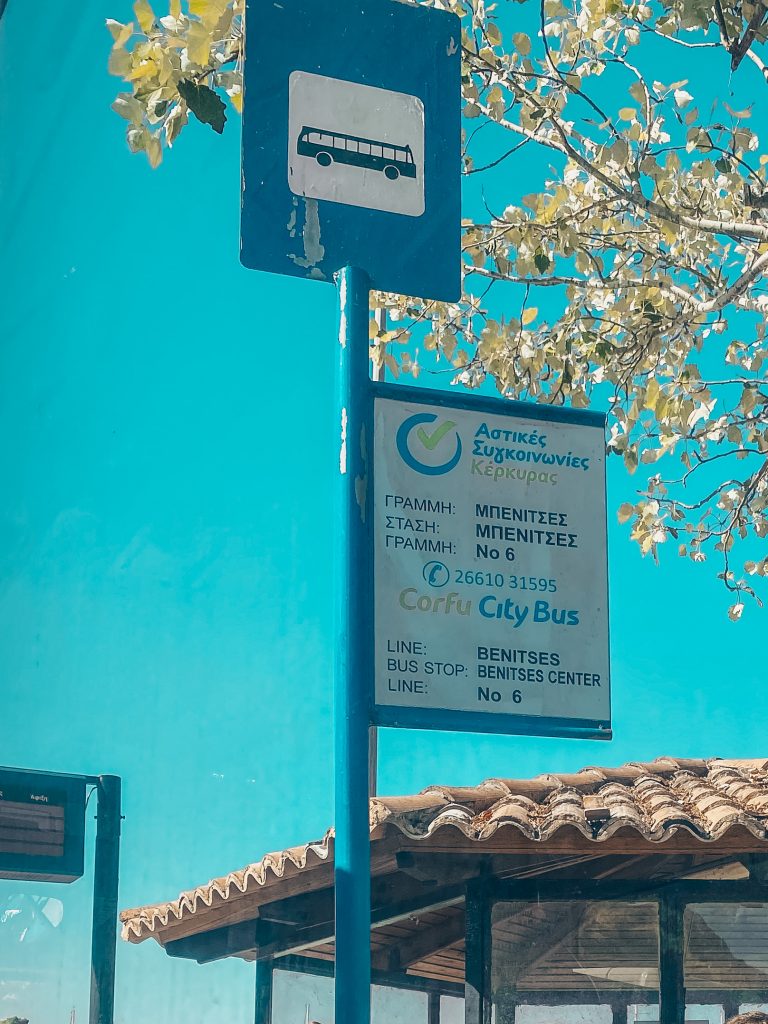 Αστικές
Συγκοινωνίες
Κέρκυρας
ΓΡΑΜΜΗ: ΜΠΕΝΙΤΣΕΣ
ΣΤΑΣΗ: ΜΠΕΝΙΤΣΕΣ
ΓΡΑΜΜΗ: Νο 6
26610 31595
Corfu City Bus
LINE: BENITSES
BUS STOP: BENITSES CENTER
LINE: No 6
Άφιξη